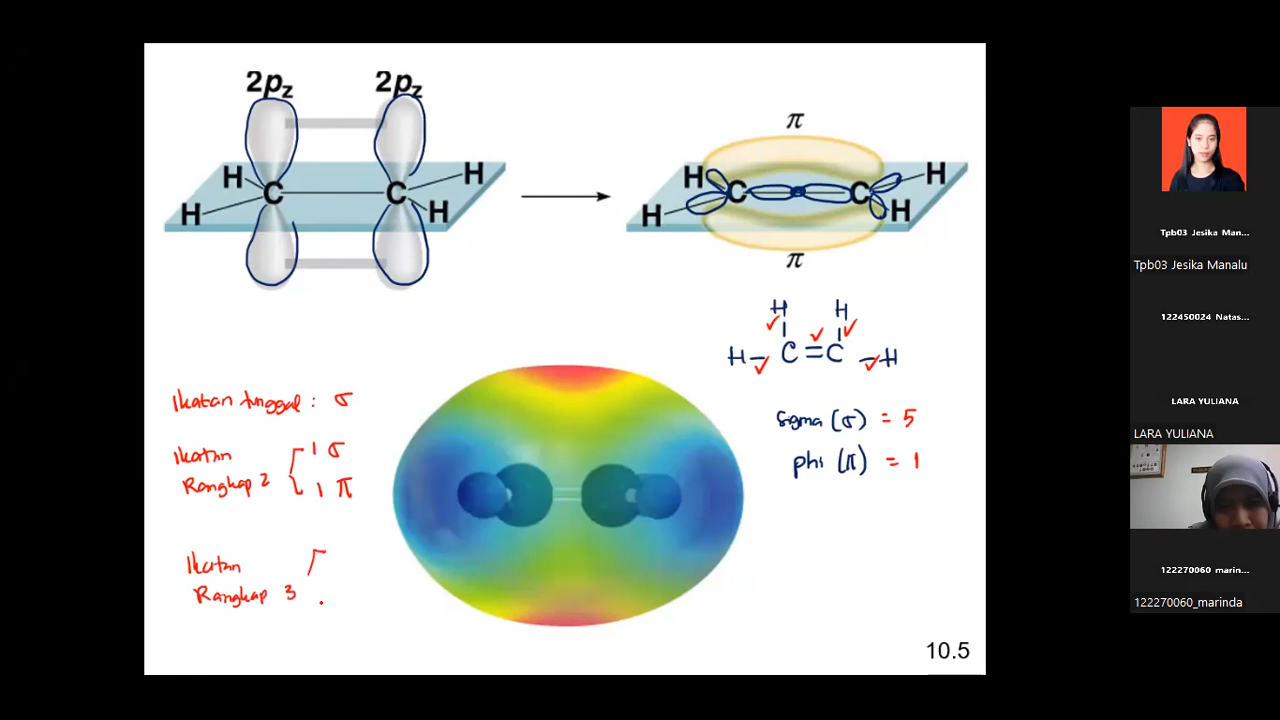 2pz 2pz
H C C H
H H
π
H C C H
H H
π
H H
H – C = C – H
Ikatan tunggal : σ
Ikatan Rangkap 2
1 σ
1 π
Ikatan Rangkap 3
sigma (σ) = 5
phi (π) = 1
10.5
Tpb03 Jesika Man...
Tpb03 Jesika Manalu
122450024 Natas...
LARA YULIANA
LARA YULIANA
122270060 marin...
122270060_marinda